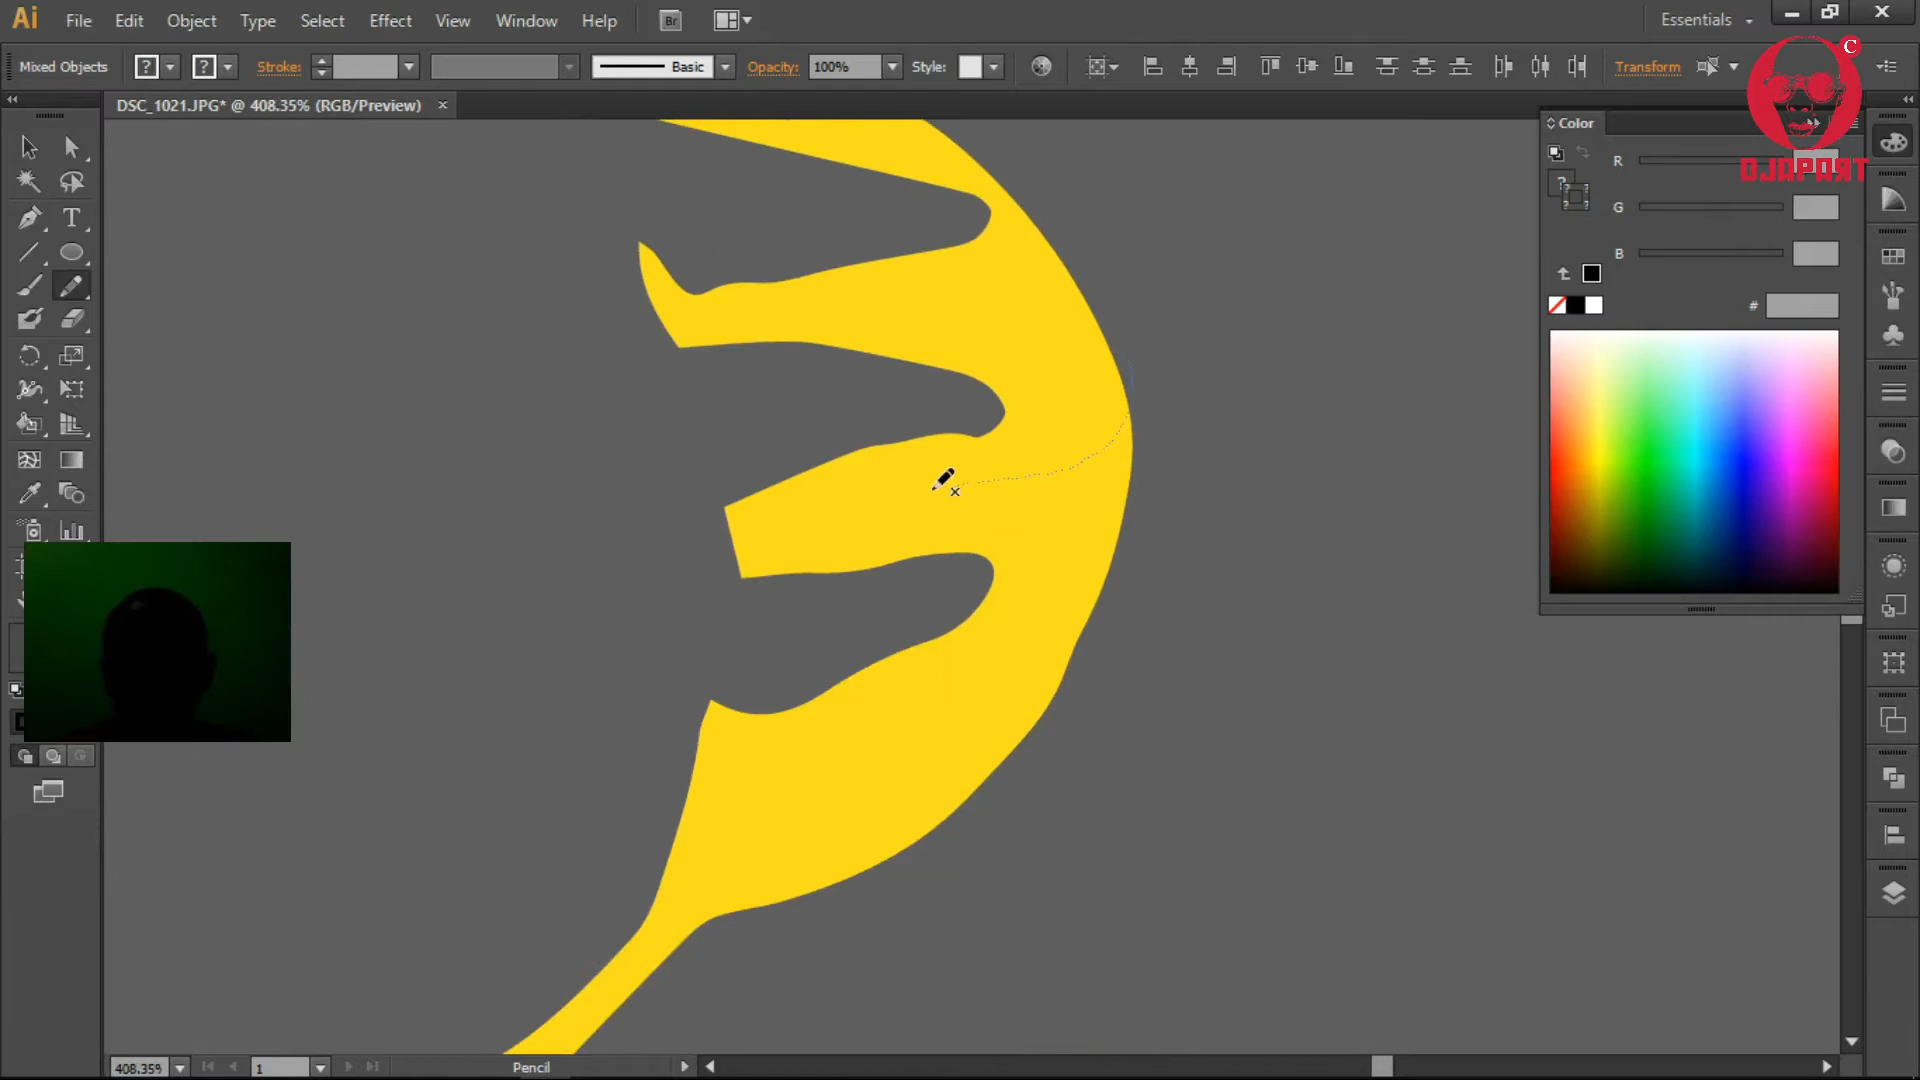 Ai File Edit Object Type Select Effect View Window Help Br Essentials
Mixed Objects ? ? Stroke: Basic Opacity: 100% Style: Transform
©
DJAPART
DSC_1021.JPG* @ 408.35% (RGB/Preview)
Color
R
G
B
#
T
408.35% 1 Pencil